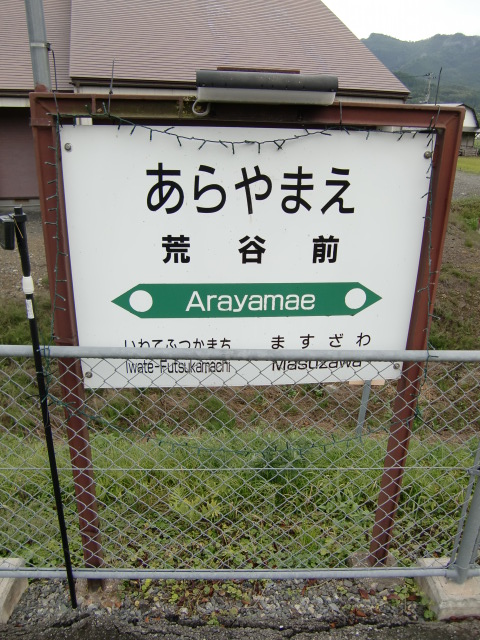 あらやまえ
荒谷前
Arayamae
いわてふつかまち ますざわ
Iwate-Futsukamachi Masuzawa